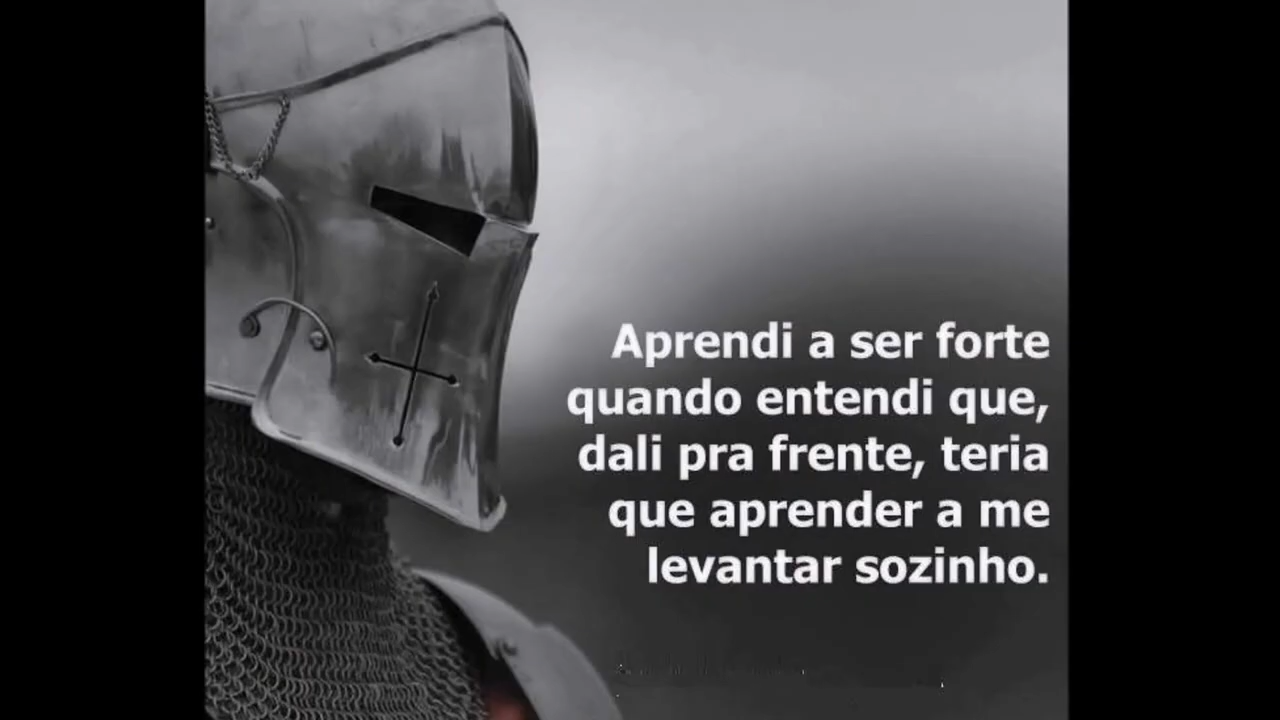 Aprendi a ser forte
quando entendi que,
dali pra frente, teria
que aprender a me
levantar sozinho.